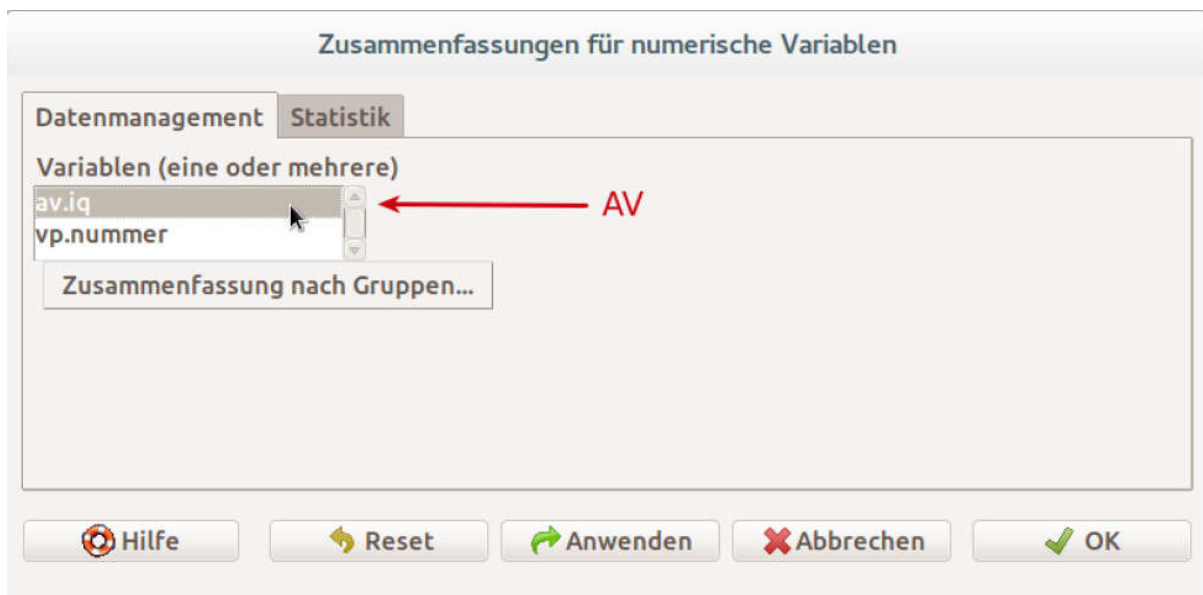 Zusammenfassungen für numerische Variablen
Datenmanagement Statistik
Variablen (eine oder mehrere)
av.iq AV
vp.nummer
Zusammenfassung nach Gruppen...
Hilfe Reset Anwenden Abbrechen OK